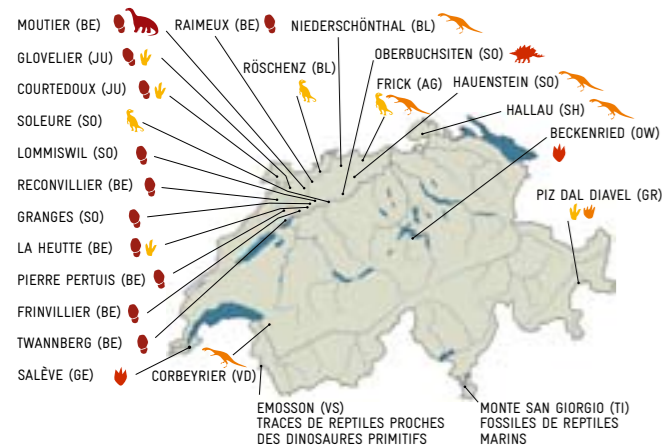 MOUTIER (BE)
RAIMEUX (BE)
NIEDERSCHÖNTHAL (BL)
GLOVELIER (JU)
OBERBUCHSITEN (SO)
RÖSCHENZ (BL)
FRICK (AG)
HAUENSTEIN (SO)
COURTEDOUX (JU)
HALLAU (SH)
SOLEURE (SO)
BECKENRIED (OW)
LOMMISWIL (SO)
RECONVILLIER (BE)
PIZ DAL DIAVEL (GR)
GRANGES (SO)
LA HEUTTE (BE)
PIERRE PERTUIS (BE)
FRINVILLIER (BE)
TWANNBERG (BE)
SALÈVE (GE)
CORBEYRIER (VD)
EMOSSON (VS)
TRACES DE REPTILES PROCHES
DES DINOSAURES PRIMITIFS
MONTE SAN GIORGIO (TI)
FOSSILES DE REPTILES
MARINS